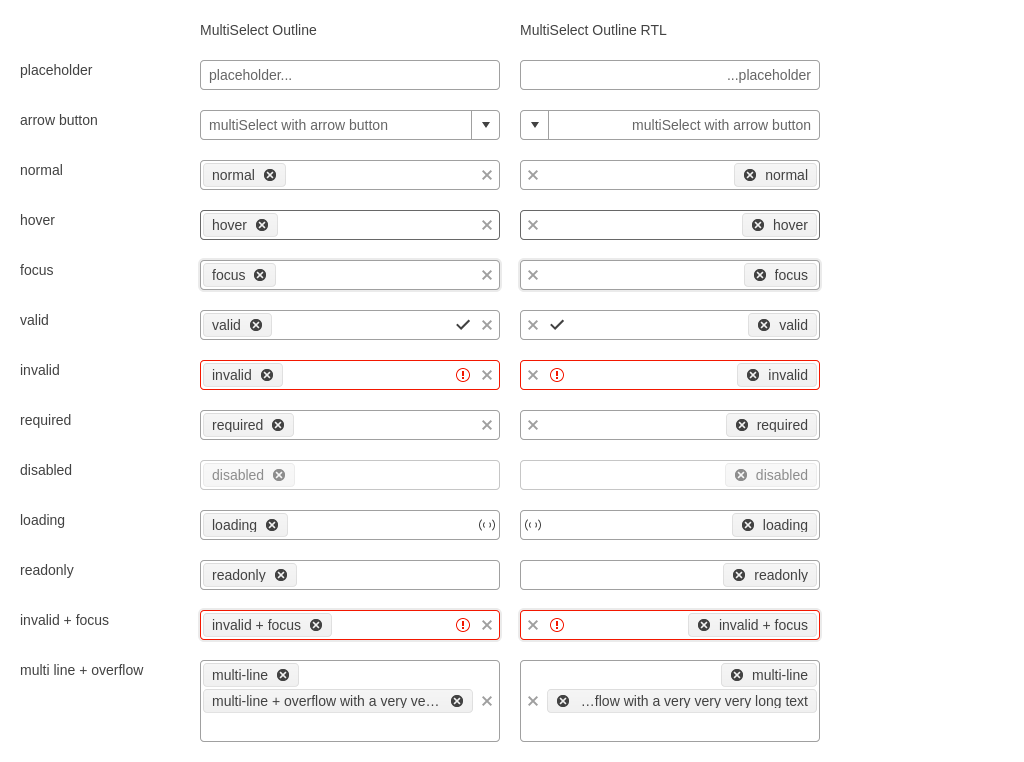 MultiSelect Outline MultiSelect Outline RTL
placeholder placeholder... ...placeholder
arrow button multiSelect with arrow button multiSelect with arrow button
normal normal normal
hover hover hover
focus focus focus
valid valid valid
invalid invalid invalid
required required required
disabled disabled disabled
loading loading loading
readonly readonly readonly
invalid + focus invalid + focus invalid + focus
multi line + overflow multi-line multi-line
multi-line + overflow with a very ve... ...flow with a very very very long text